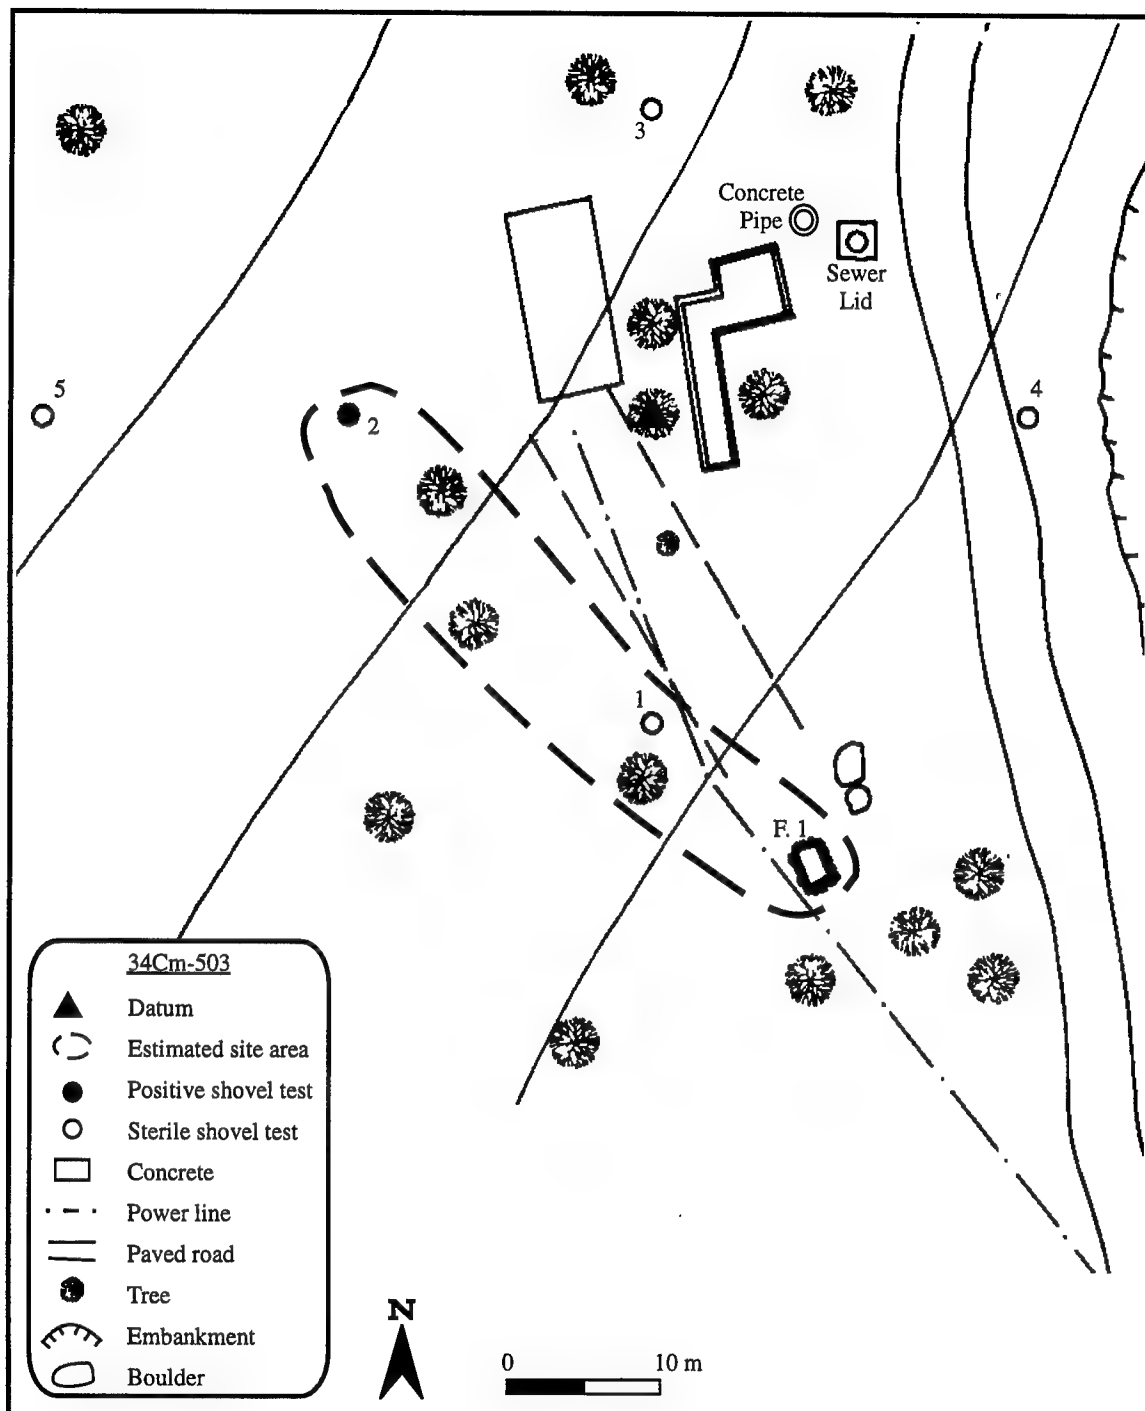 3
Concrete
Pipe
Sewer
Lid
5
2
4
1
F. 1
34Cm-503
Datum
Estimated site area
Positive shovel test
Sterile shovel test
Concrete
Power line
Paved road
Tree
Embankment
Boulder
N
0 10 m